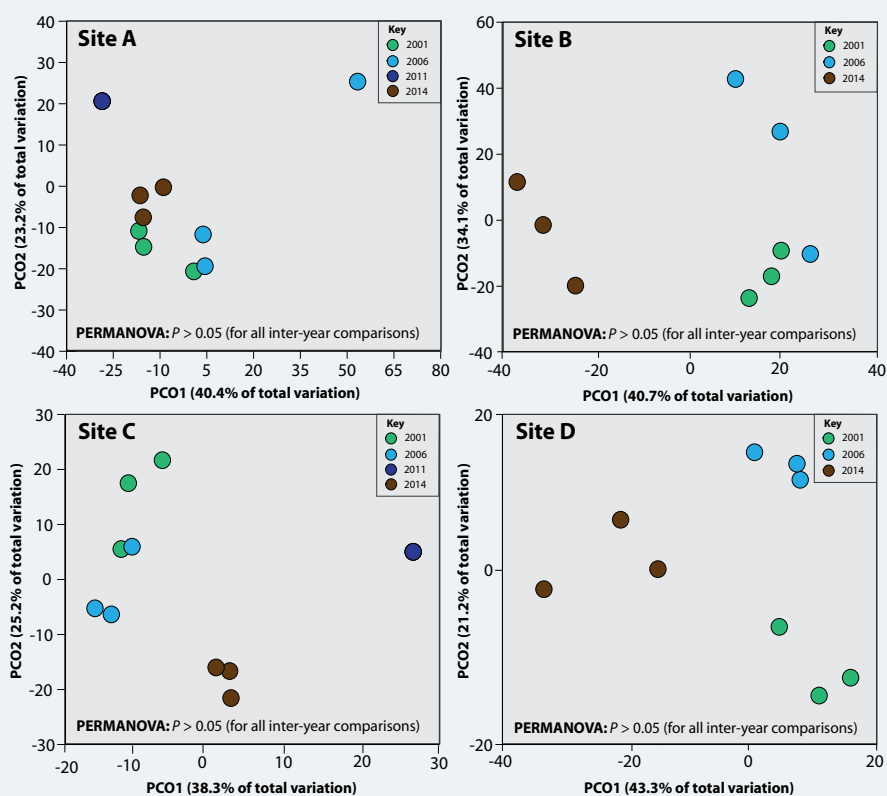 Site A
Key
2001
2006
2011
2014
40
30
20
10
0
-10
-20
-30
-40
PCO2 (23.2% of total variation)
PERMANOVA: P > 0.05 (for all inter-year comparisons)
-40 -25 -10 5 20 35 50 65 80
PCO1 (40.4% of total variation)
Site B
Key
2001
2006
2014
60
40
20
0
-20
-40
PCO2 (34.1% of total variation)
PERMANOVA: P > 0.05 (for all inter-year comparisons)
-40 -20 0 20 40
PCO1 (40.7% of total variation)
Site C
Key
2001
2006
2011
2014
30
20
10
0
-10
-20
-30
PCO2 (25.2% of total variation)
PERMANOVA: P > 0.05 (for all inter-year comparisons)
-20 -10 0 10 20 30
PCO1 (38.3% of total variation)
Site D
Key
2001
2006
2014
20
0
-20
PCO2 (21.2% of total variation)
PERMANOVA: P > 0.05 (for all inter-year comparisons)
-40 -20 0 20
PCO1 (43.3% of total variation)